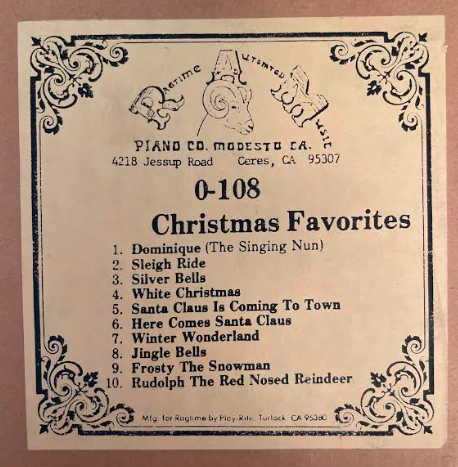 Ragtime Automated Music
PIANO CO. MODESTO CA.
4218 Jessup Road Ceres, CA 95307
0-108
Christmas Favorites
1. Dominique (The Singing Nun)
2. Sleigh Ride
3. Silver Bells
4. White Christmas
5. Santa Claus Is Coming To Town
6. Here Comes Santa Claus
7. Winter Wonderland
8. Jingle Bells
9. Frosty The Snowman
10. Rudolph The Red Nosed Reindeer
Mfg. for Ragtime by Play-Rite, Turlock, CA 95380